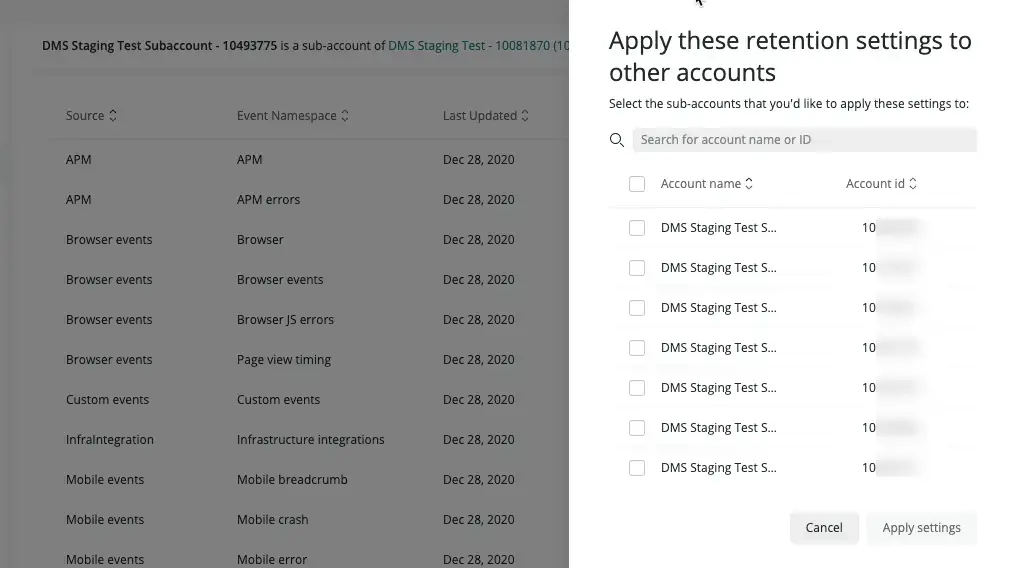 DMS Staging Test Subaccount - 10493775 is a sub-account of DMS Staging Test - 10081870 (10
Source Event Namespace Last Updated
APM APM Dec 28, 2020
APM APM errors Dec 28, 2020
Browser events Browser Dec 28, 2020
Browser events Browser events Dec 28, 2020
Browser events Browser JS errors Dec 28, 2020
Browser events Page view timing Dec 28, 2020
Custom events Custom events Dec 28, 2020
InfraIntegration Infrastructure integrations Dec 28, 2020
Mobile events Mobile breadcrumb Dec 28, 2020
Mobile events Mobile crash Dec 28, 2020
Mobile events Mobile error Dec 28, 2020
Apply these retention settings to
other accounts
Select the sub-accounts that you'd like to apply these settings to:
Search for account name or ID
Account name Account id
DMS Staging Test S... 10
DMS Staging Test S... 10
DMS Staging Test S... 10
DMS Staging Test S... 10
DMS Staging Test S... 10
DMS Staging Test S... 10
DMS Staging Test S... 10
Cancel Apply settings